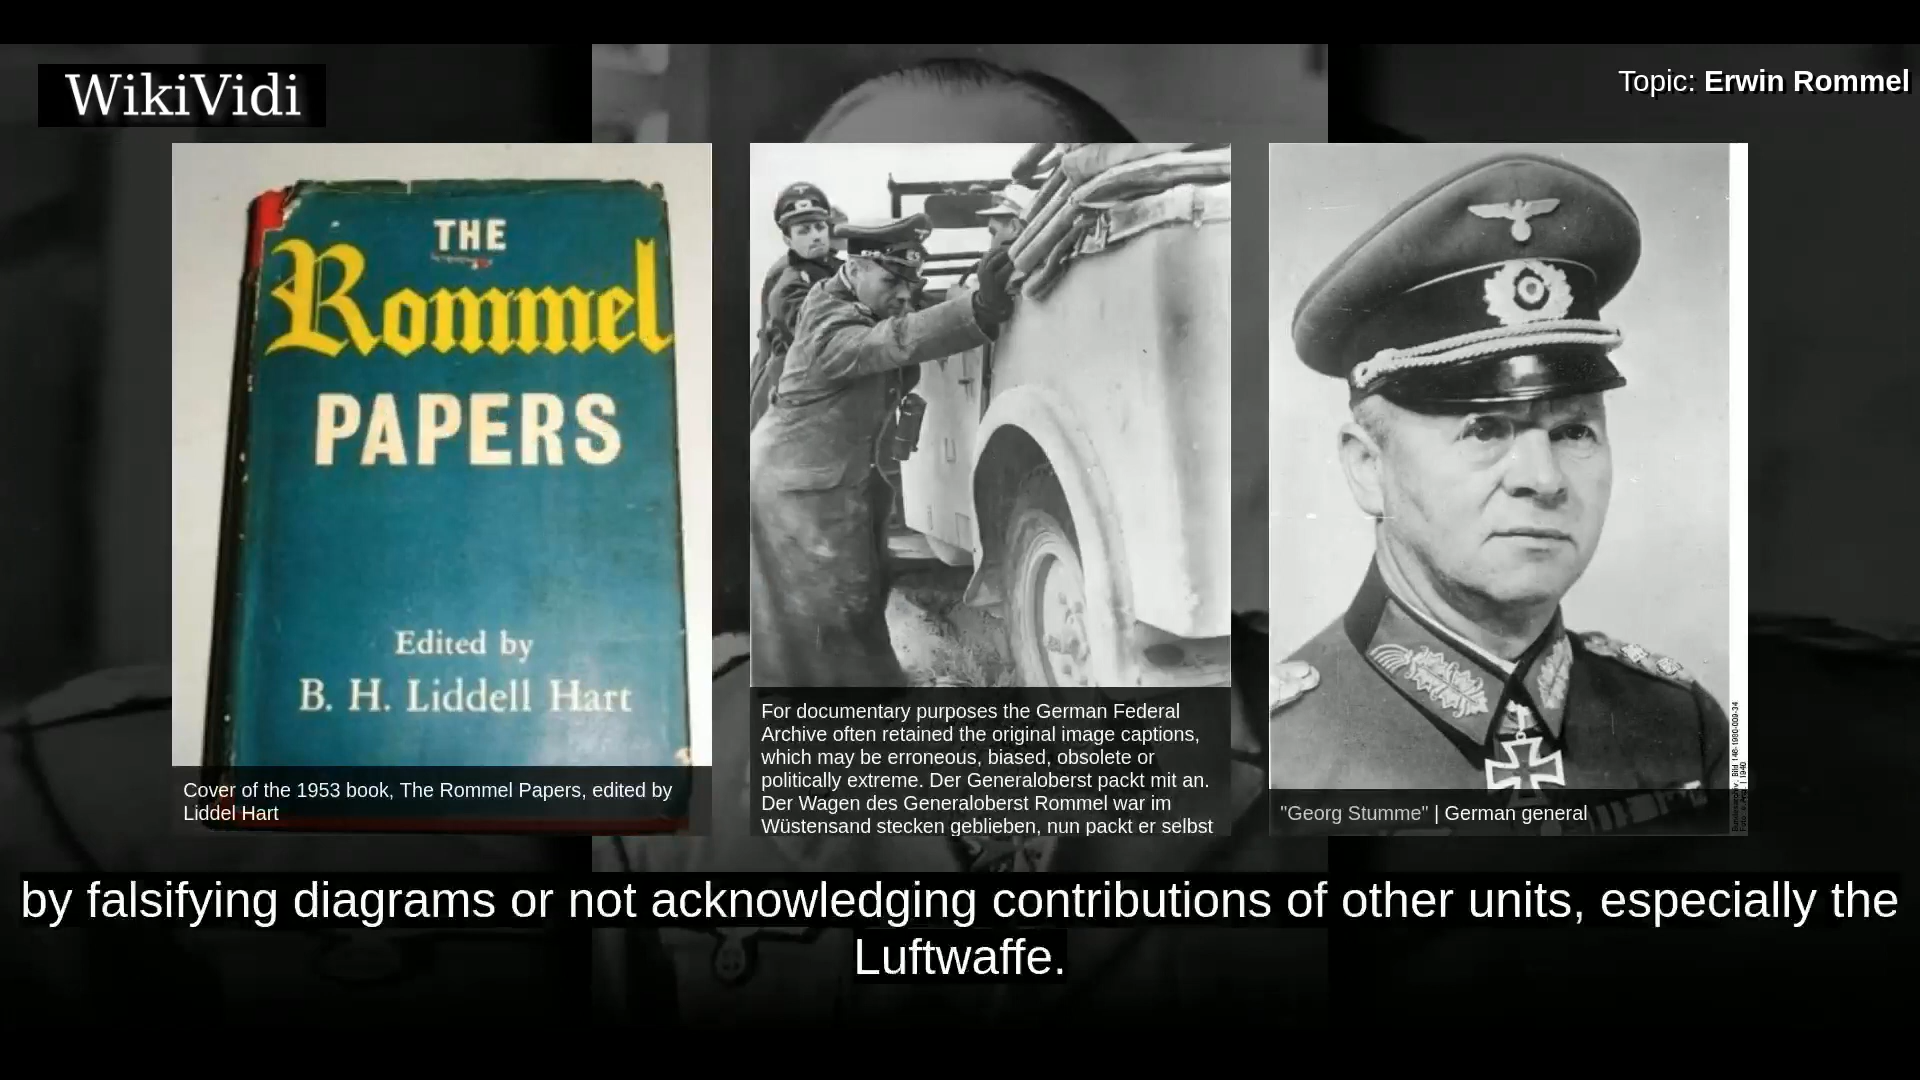 WikiVidi
Topic: Erwin Rommel
THE
Rommel
PAPERS
Edited by
B. H. Liddell Hart
Cover of the 1953 book, The Rommel Papers, edited by
Liddel Hart
For documentary purposes the German Federal
Archive often retained the original image captions,
which may be erroneous, biased, obsolete or
politically extreme. Der Generaloberst packt mit an.
Der Wagen des Generaloberst Rommel war im
Wüstensand stecken geblieben, nun packt er selbst
"Georg Stumme" | German general
by falsifying diagrams or not acknowledging contributions of other units, especially the
Luftwaffe.